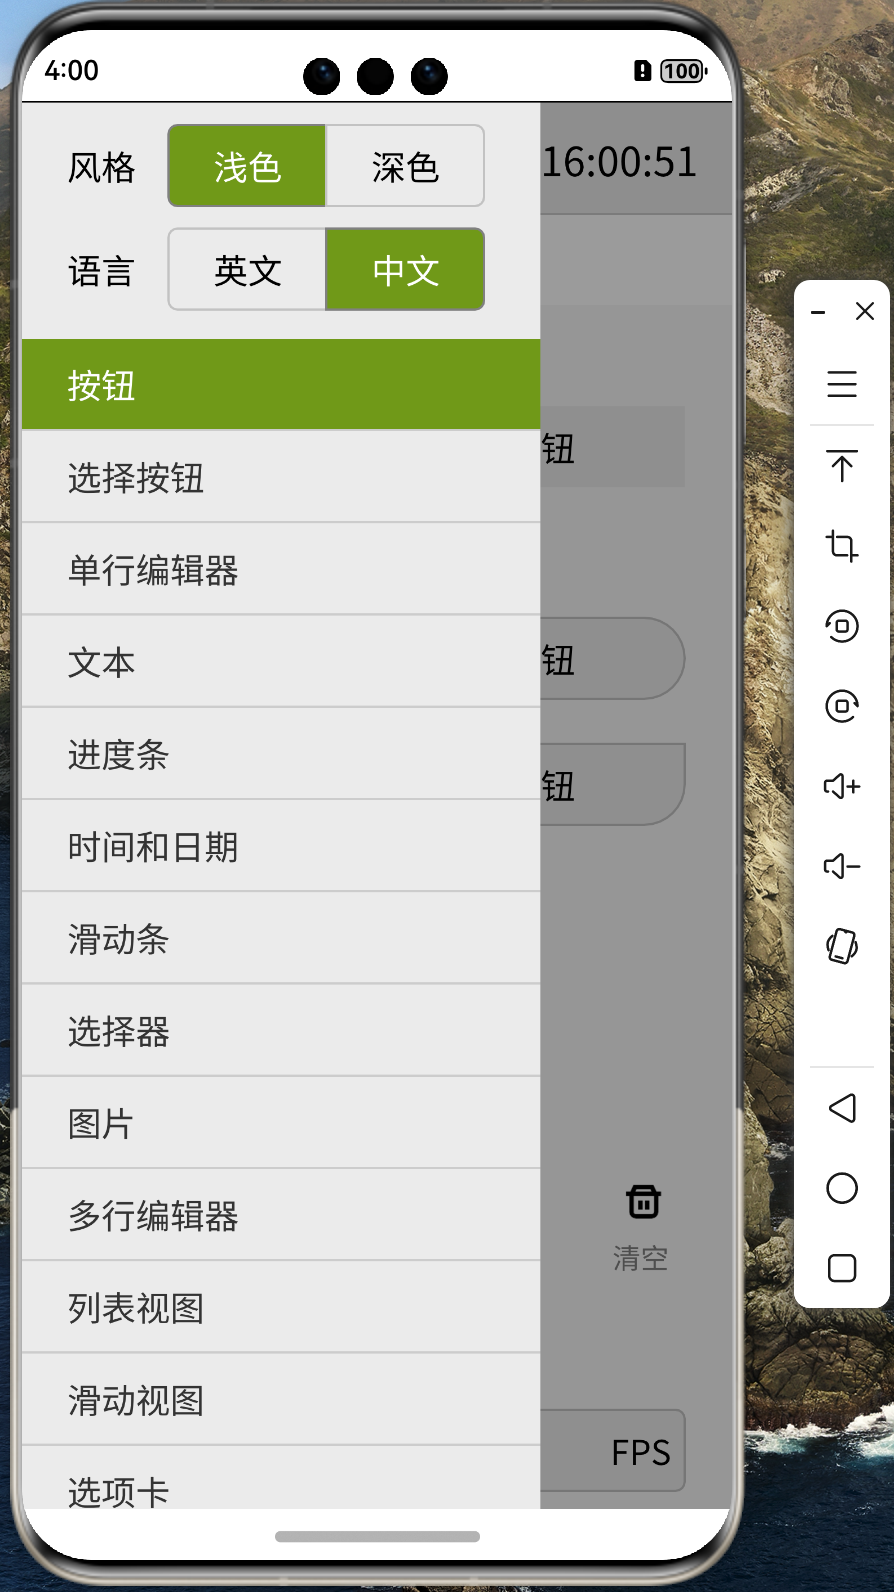 4:00
100
风格 浅色 深色
16:00:51
语言 英文 中文
按钮
钮
选择按钮
单行编辑器
文本
钮
进度条
钮
时间和日期
滑动条
选择器
图片
多行编辑器
清空
列表视图
滑动视图
FPS
选项卡